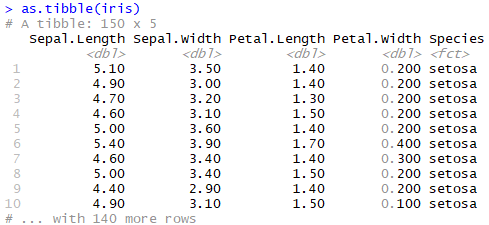 > as.tibble(iris)
# A tibble: 150 x 5
   Sepal.Length Sepal.Width Petal.Length Petal.Width Species
          <dbl>       <dbl>        <dbl>       <dbl> <fct>
 1         5.10        3.50         1.40       0.200 setosa
 2         4.90        3.00         1.40       0.200 setosa
 3         4.70        3.20         1.30       0.200 setosa
 4         4.60        3.10         1.50       0.200 setosa
 5         5.00        3.60         1.40       0.200 setosa
 6         5.40        3.90         1.70       0.400 setosa
 7         4.60        3.40         1.40       0.300 setosa
 8         5.00        3.40         1.50       0.200 setosa
 9         4.40        2.90         1.40       0.200 setosa
10         4.90        3.10         1.50       0.100 setosa
# ... with 140 more rows